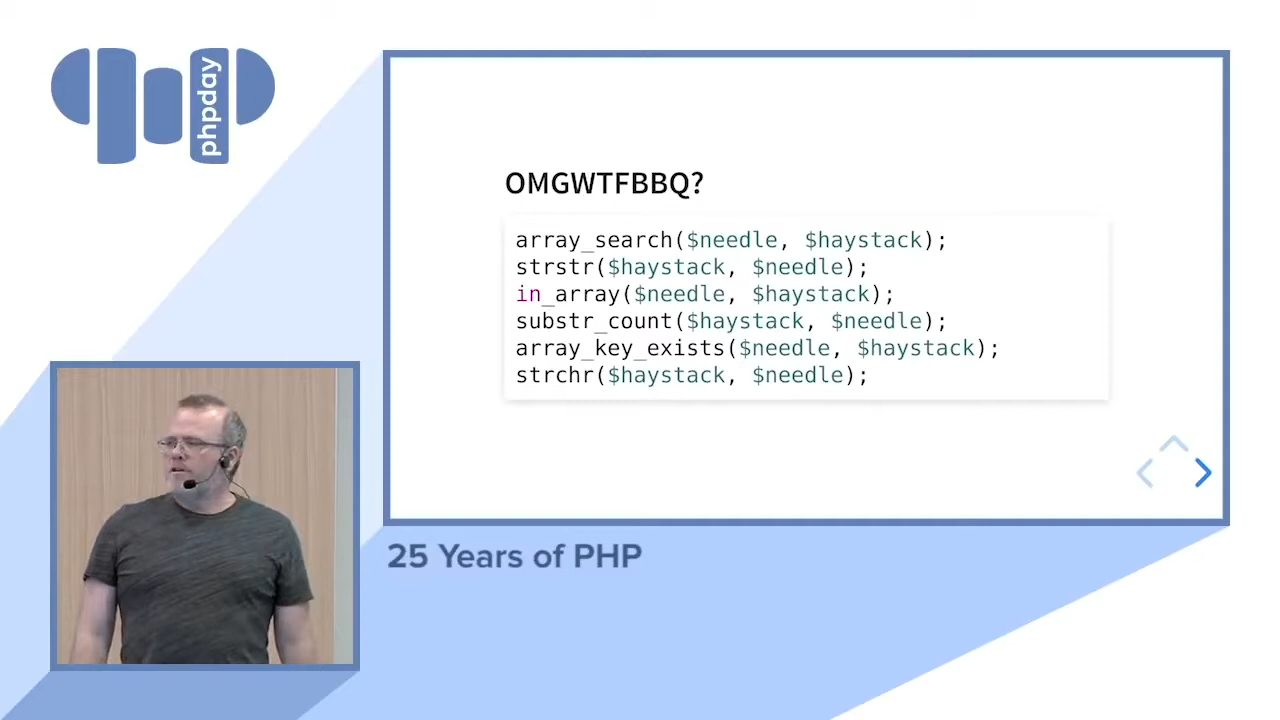 phpday
OMGWTFBBQ?
array_search($needle, $haystack);
strstr($haystack, $needle);
in_array($needle, $haystack);
substr_count($haystack, $needle);
array_key_exists($needle, $haystack);
strchr($haystack, $needle);
25 Years of PHP